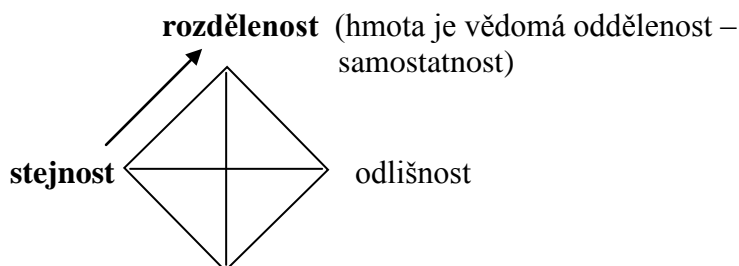 rozdělenost (hmota je vědomá oddělenost –
samostatnost)
stejnost odlišnost